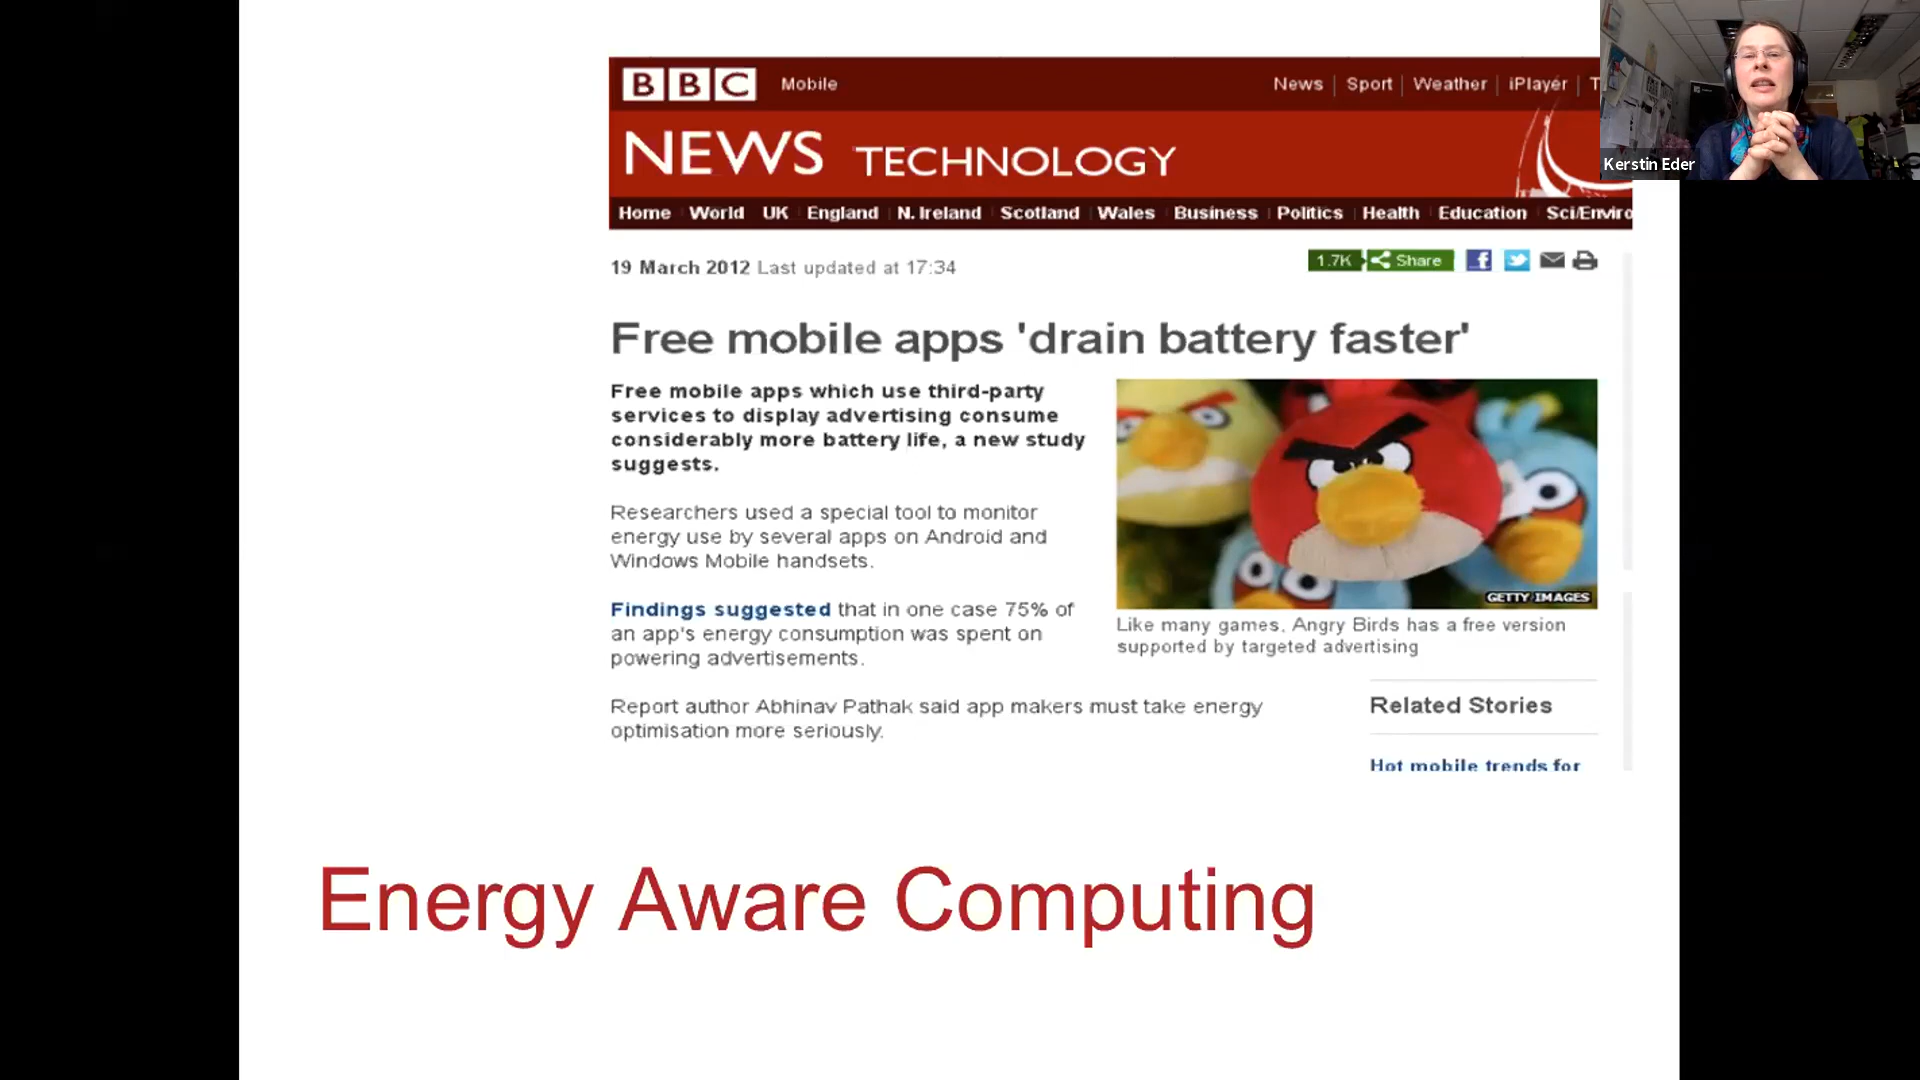 BBC Mobile
News Sport Weather iPlayer T
NEWS TECHNOLOGY
Kerstin Eder
Home World UK England N. Ireland Scotland Wales Business Politics Health Education Sci/Enviro
19 March 2012 Last updated at 17:34
1.7K Share
Free mobile apps 'drain battery faster'
Free mobile apps which use third-party
services to display advertising consume
considerably more battery life, a new study
suggests.
Researchers used a special tool to monitor
energy use by several apps on Android and
Windows Mobile handsets.
Findings suggested that in one case 75% of
an app's energy consumption was spent on
powering advertisements.
Report author Abhinav Pathak said app makers must take energy
optimisation more seriously.
GETTY IMAGES
Like many games, Angry Birds has a free version
supported by targeted advertising
Related Stories
Hot mobile trends for
Energy Aware Computing